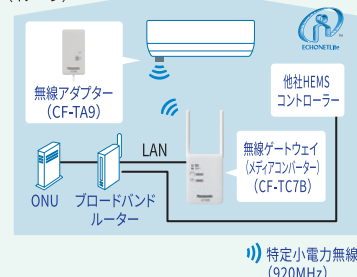 ECHONETLite
無線アダプター
（CF-TA9）
他社HEMS
コントローラー
LAN
無線ゲートウェイ
（メディアコンバーター）
（CF-TC7B）
ONU
ブロードバンド
ルーター
特定小電力無線
（920MHz）